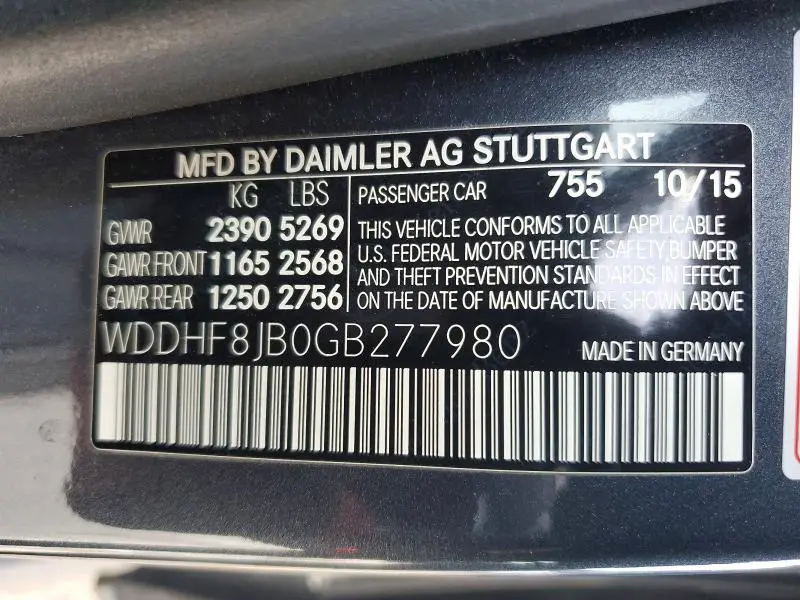 MFD BY DAIMLER AG STUTTGART
KG LBS
GVWR 2390 5269
GAWR FRONT 1165 2568
GAWR REAR 1250 2756
PASSENGER CAR 755 10/15
THIS VEHICLE CONFORMS TO ALL APPLICABLE
U.S. FEDERAL MOTOR VEHICLE SAFETY, BUMPER
AND THEFT PREVENTION STANDARDS IN EFFECT
ON THE DATE OF MANUFACTURE SHOWN ABOVE
WDDHF8JB0GB277980 MADE IN GERMANY